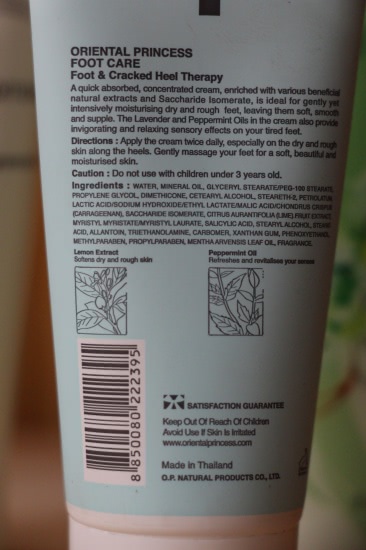 ORIENTAL PRINCESS
FOOT CARE
Foot & Cracked Heel Therapy
A quick absorbed, concentrated cream, enriched with various beneficial
natural extracts and Saccharide Isomerate, is ideal for gently yet
intensively moisturising dry and rough feet, leaving them soft, smooth
and supple. The Lavender and Peppermint Oils in the cream also provide
invigorating and relaxing sensory effects on your tired feet.
Directions : Apply the cream twice daily, especially on the dry and rough
skin along the heels. Gently massage your feet for a soft, beautiful and
moisturised skin.
Caution : Do not use with children under 3 years old.
Ingredients : WATER, MINERAL OIL, GLYCERYL STEARATE/PEG-100 STEARATE,
PROPYLENE GLYCOL, DIMETHICONE, CETEARYL ALCOHOL, STEARETH-2, PETROLATUM,
LACTIC ACID/SODIUM HYDROXIDE/ETHYL LACTATE/MALIC ACID/CHONDRUS CRISPUS
(CARRAGEENAN), SACCHARIDE ISOMERATE, CITRUS AURANTIFOLIA (LIME) FRUIT EXTRACT,
MYRISTYL MYRISTATE/MYRISTYL LAURATE, SALICYLIC ACID, STEARYL ALCOHOL, STEARIC
ACID, ALLANTOIN, TRIETHANOLAMINE, CARBOMER, XANTHAN GUM, PHENOXYETHANOL,
METHYLPARABEN, PROPYLPARABEN, MENTHA ARVENSIS LEAF OIL, FRAGRANCE.
Lemon Extract
Softens dry and rough skin
Peppermint Oil
Refreshes and revitalises your senses
8 850080 222395
SATISFACTION GUARANTEE
Keep Out Of Reach Of Children
Avoid Use If Skin Is Irritated
www.orientalprincess.com
Made in Thailand
O.P. NATURAL PRODUCTS CO., LTD.